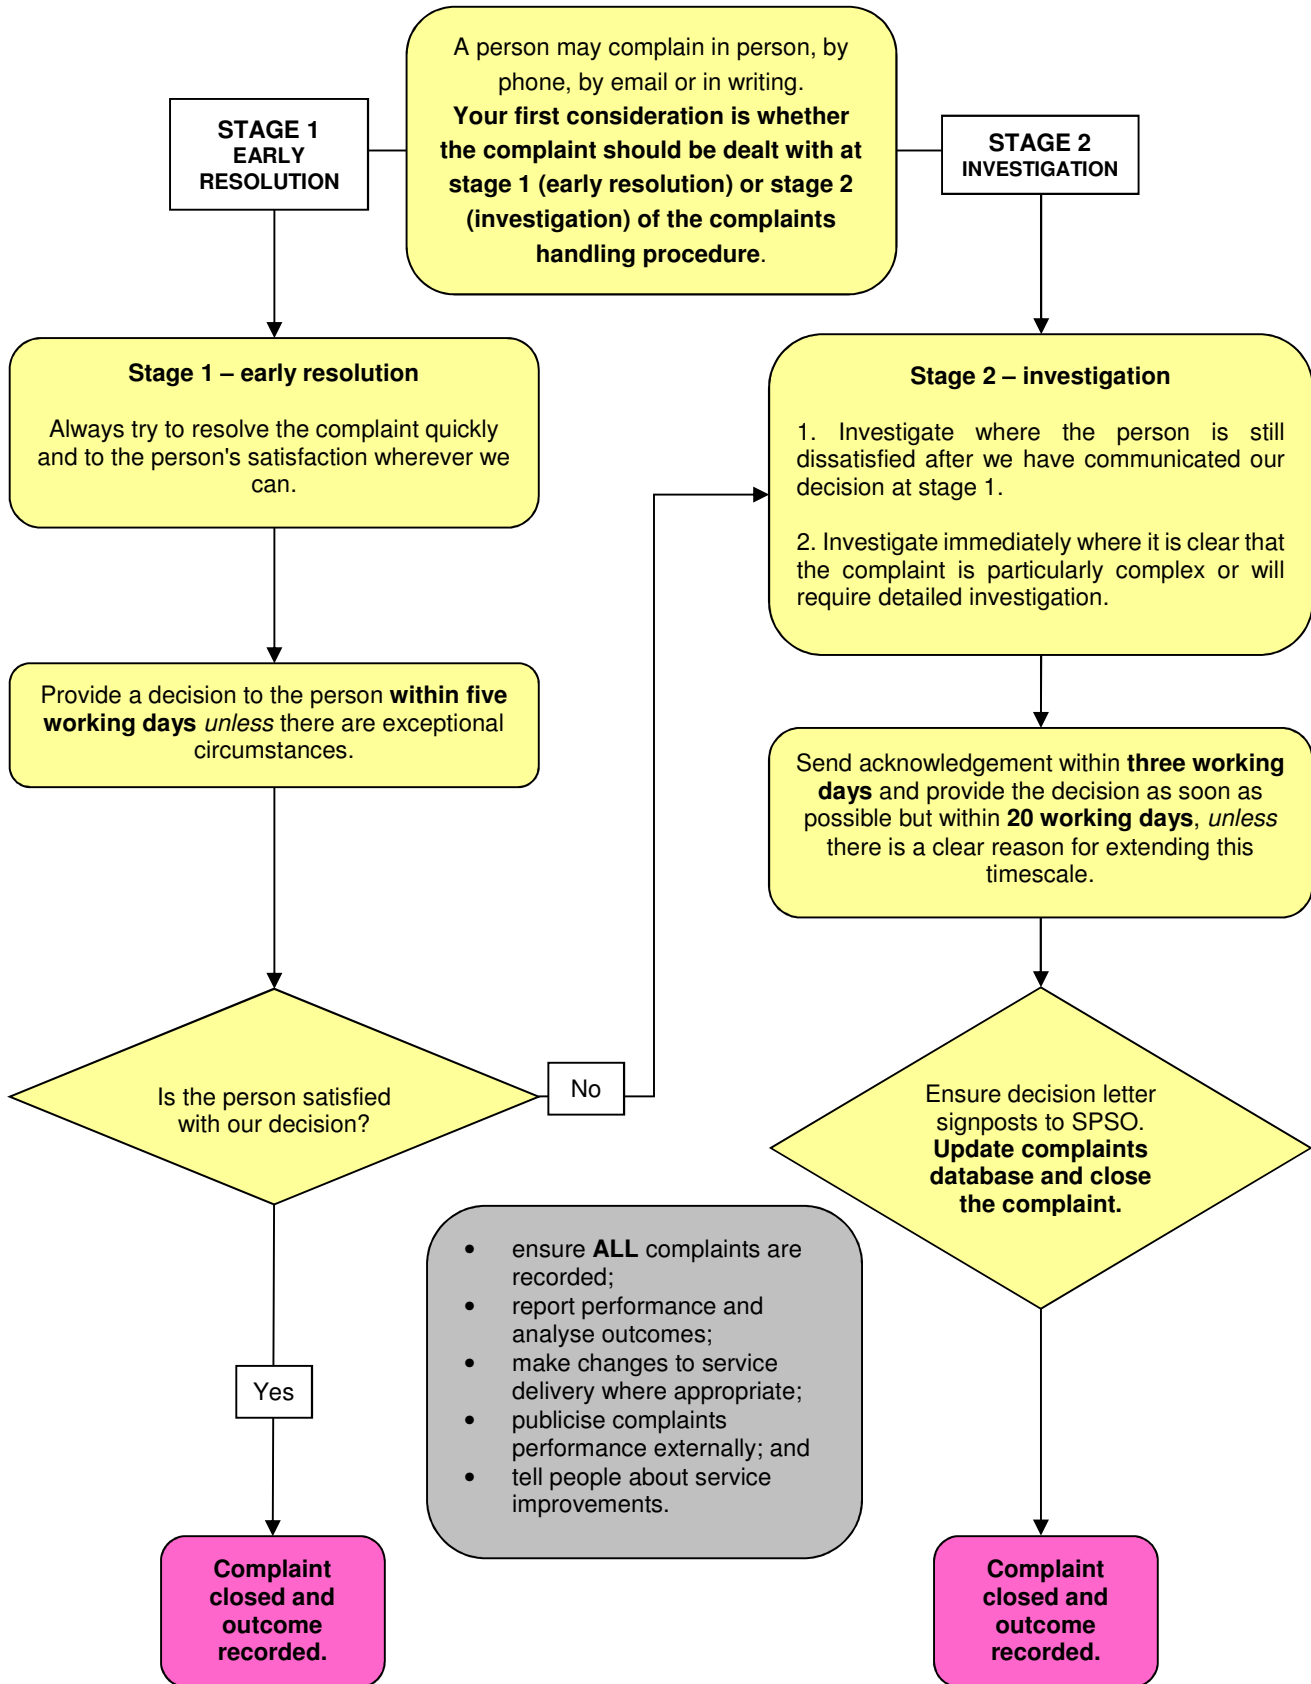 A person may complain in person, by
phone, by email or in writing.
Your first consideration is whether
the complaint should be dealt with at
stage 1 (early resolution) or stage 2
(investigation) of the complaints
handling procedure.
STAGE 1
EARLY
RESOLUTION
STAGE 2
INVESTIGATION
Stage 1 – early resolution
Always try to resolve the complaint quickly
and to the person's satisfaction wherever we
can.
Provide a decision to the person within five
working days unless there are exceptional
circumstances.
Is the person satisfied
with our decision?
No
Yes
Complaint
closed and
outcome
recorded.
Stage 2 – investigation
1. Investigate where the person is still
dissatisfied after we have communicated our
decision at stage 1.
2. Investigate immediately where it is clear that
the complaint is particularly complex or will
require detailed investigation.
Send acknowledgement within three working
days and provide the decision as soon as
possible but within 20 working days, unless
there is a clear reason for extending this
timescale.
Ensure decision letter
signposts to SPSO.
Update complaints
database and close
the complaint.
• ensure ALL complaints are
recorded;
• report performance and
analyse outcomes;
• make changes to service
delivery where appropriate;
• publicise complaints
performance externally; and
• tell people about service
improvements.
Complaint
closed and
outcome
recorded.